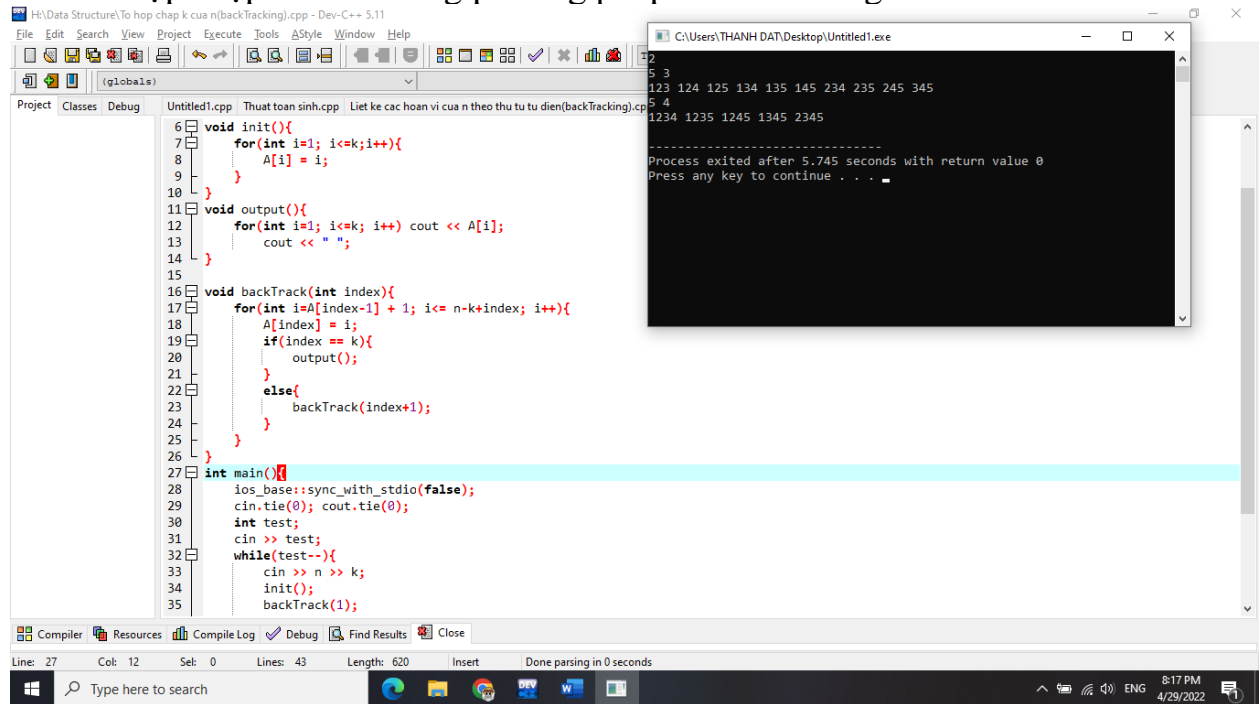 H:\Data Structure\To hop chap k cua n(backTracking).cpp - Dev-C++ 5.11
File Edit Search View Project Execute Tools AStyle Window Help
(globals)
Project Classes Debug
Untitled1.cpp Thuat toan sinh.cpp Liet ke cac hoan vi cua n theo thu tu tu dien(backTracking).cp
6 void init(){
7 for(int i=1; i<=k;i++){
8 A[i] = i;
9 }
10 }
11 void output(){
12 for(int i=1; i<=k; i++) cout << A[i];
13 cout << " ";
14 }
15
16 void backTrack(int index){
17 for(int i=A[index-1] + 1; i<= n-k+index; i++){
18 A[index] = i;
19 if(index == k){
20 output();
21 }
22 else{
23 backTrack(index+1);
24 }
25 }
26 }
27 int main(){
28 ios_base::sync_with_stdio(false);
29 cin.tie(0); cout.tie(0);
30 int test;
31 cin >> test;
32 while(test--){
33 cin >> n >> k;
34 init();
35 backTrack(1);
C:\Users\THANH DAT\Desktop\Untitled1.exe
2
5 3
123 124 125 134 135 145 234 235 245 345
5 4
1234 1235 1245 1345 2345
--------------------------------
Process exited after 5.745 seconds with return value 0
Press any key to continue . . .
Compiler Resources Compile Log Debug Find Results Close
Line: 27 Col: 12 Sel: 0 Lines: 43 Length: 620 Insert Done parsing in 0 seconds
Type here to search
DEV
W
ENG
8:17 PM
4/29/2022
1